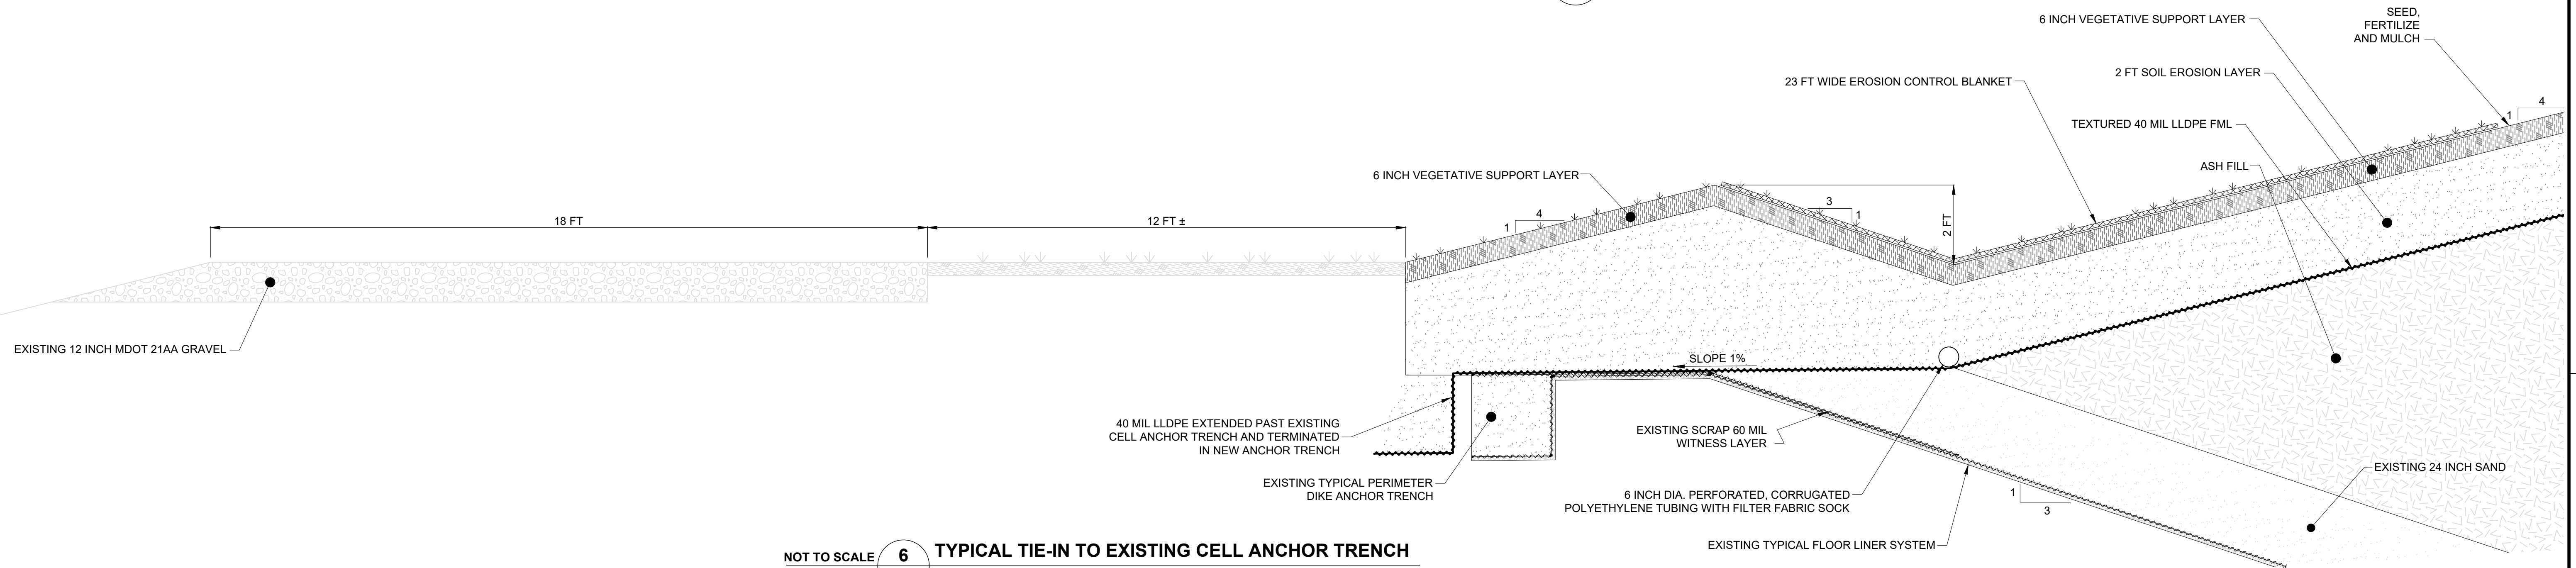 SEED,
FERTILIZE
AND MULCH
6 INCH VEGETATIVE SUPPORT LAYER
2 FT SOIL EROSION LAYER
23 FT WIDE EROSION CONTROL BLANKET
TEXTURED 40 MIL LLDPE FML
ASH FILL
1
4
6 INCH VEGETATIVE SUPPORT LAYER
18 FT
12 FT ±
1
4
3
1
2 FT
EXISTING 12 INCH MDOT 21AA GRAVEL
SLOPE 1%
40 MIL LLDPE EXTENDED PAST EXISTING
CELL ANCHOR TRENCH AND TERMINATED
IN NEW ANCHOR TRENCH
EXISTING TYPICAL PERIMETER
DIKE ANCHOR TRENCH
EXISTING SCRAP 60 MIL
WITNESS LAYER
6 INCH DIA. PERFORATED, CORRUGATED
POLYETHYLENE TUBING WITH FILTER FABRIC SOCK
EXISTING TYPICAL FLOOR LINER SYSTEM
1
3
EXISTING 24 INCH SAND
NOT TO SCALE 6 TYPICAL TIE-IN TO EXISTING CELL ANCHOR TRENCH